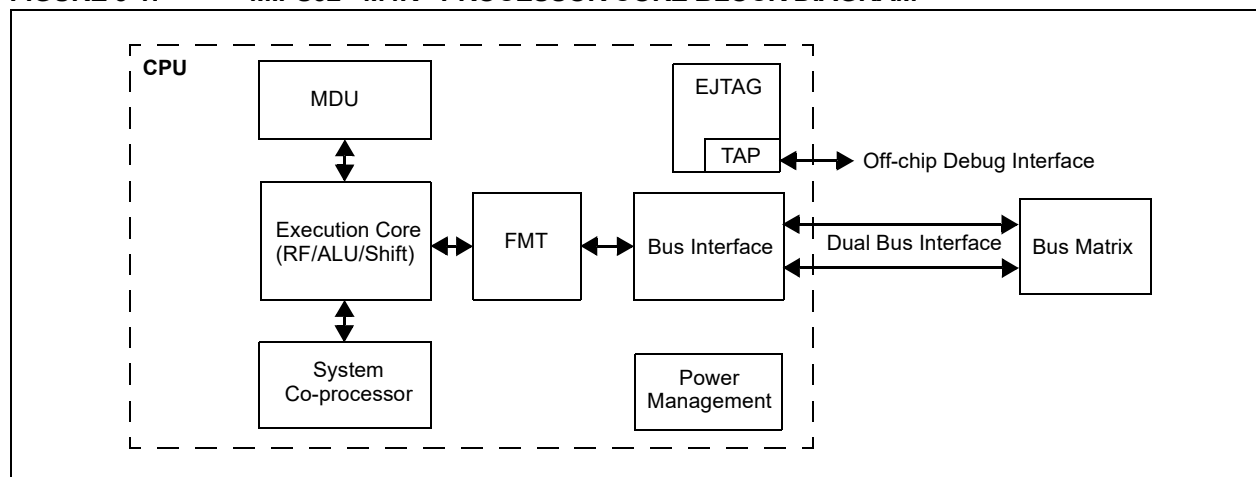 CPU
MDU
EJTAG
TAP
Off-chip Debug Interface
Execution Core
(RF/ALU/Shift)
FMT
Bus Interface
Dual Bus Interface
Bus Matrix
System
Co-processor
Power
Management